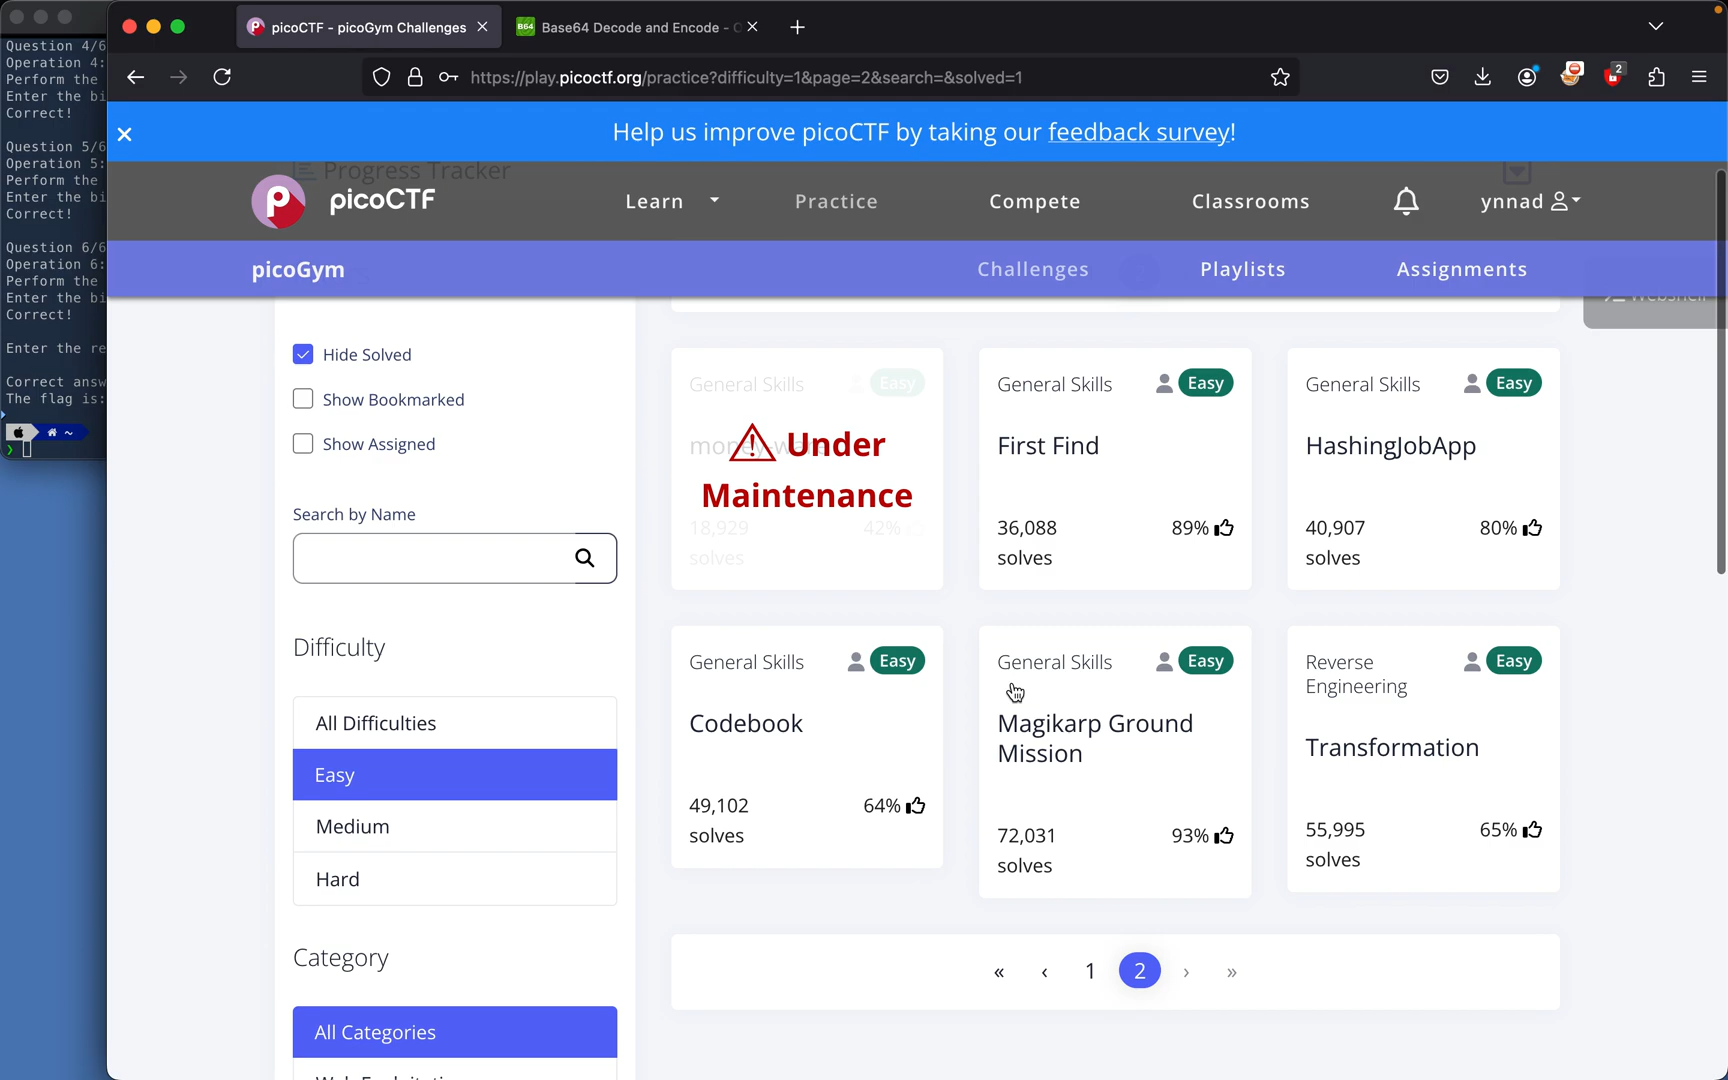 picoCTF - picoGym Challenges
Base64 Decode and Encode -
https://play.picoctf.org/practice?difficulty=1&page=2&search=&solved=1
2
Help us improve picoCTF by taking our feedback survey!
Progress Tracker
picoCTF
Learn
Practice
Compete
Classrooms
ynnad
picoGym
Challenges
Playlists
Assignments
Webshell
Question 4/6
Operation 4:
Perform the
Enter the bi
Correct!
Question 5/6
Operation 5:
Perform the
Enter the bi
Correct!
Question 6/6
Operation 6:
Perform the
Enter the bi
Correct!
Enter the re
Correct answ
The flag is:
~
Hide Solved
Show Bookmarked
Show Assigned
Search by Name
Difficulty
All Difficulties
Easy
Medium
Hard
Category
All Categories
General Skills
Easy
Under
Maintenance
18,929
solves
42%
General Skills
Easy
First Find
36,088
solves
89%
General Skills
Easy
HashingJobApp
40,907
solves
80%
General Skills
Easy
Codebook
49,102
solves
64%
General Skills
Easy
Magikarp Ground
Mission
72,031
solves
93%
Reverse
Engineering
Easy
Transformation
55,995
solves
65%
« ‹ 1 2 › »